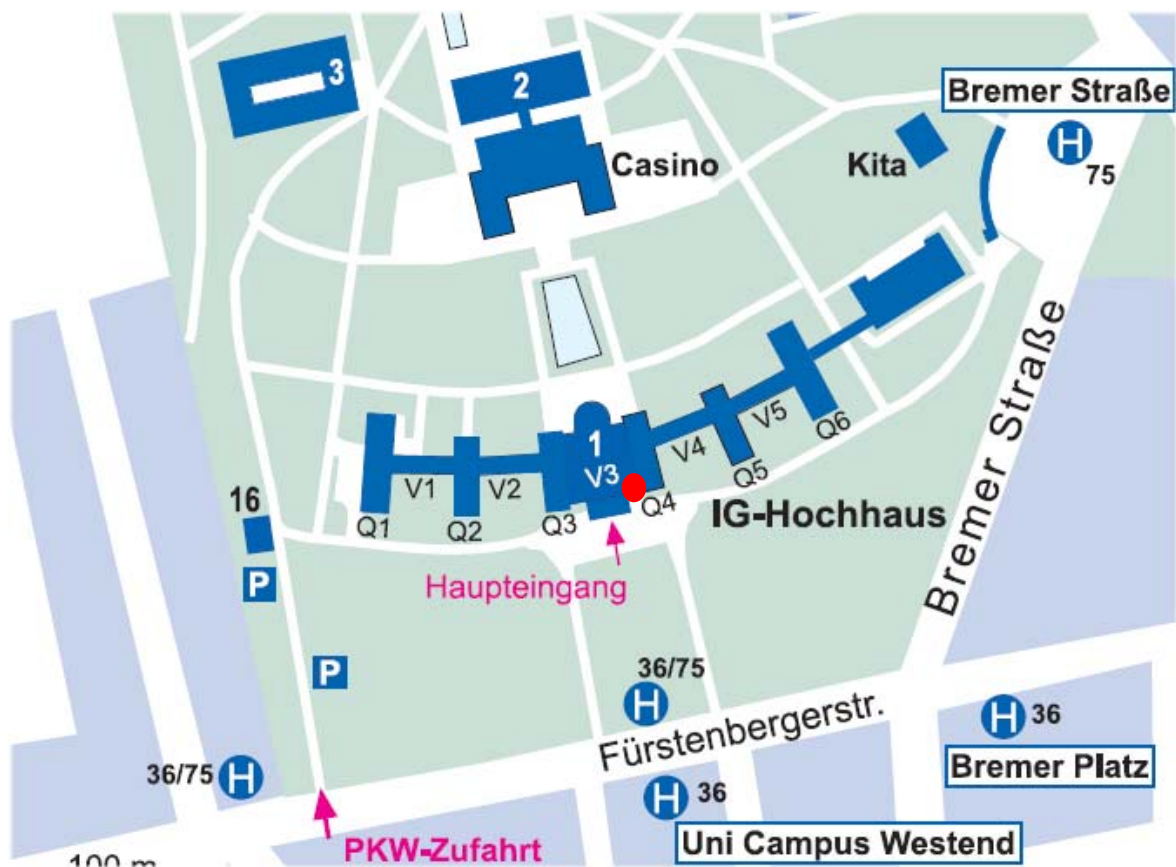 3
2
Bremer Straße
H
Casino
Kita
75
Bremer Straße
1
V3
V1
V2
V4
V5
Q1
Q2
Q3
Q4
Q5
Q6
16
IG-Hochhaus
P
Haupteingang
P
36/75
H
Fürstenbergerstr.
H 36
36/75 H
H 36
Bremer Platz
PKW-Zufahrt
Uni Campus Westend
100 m